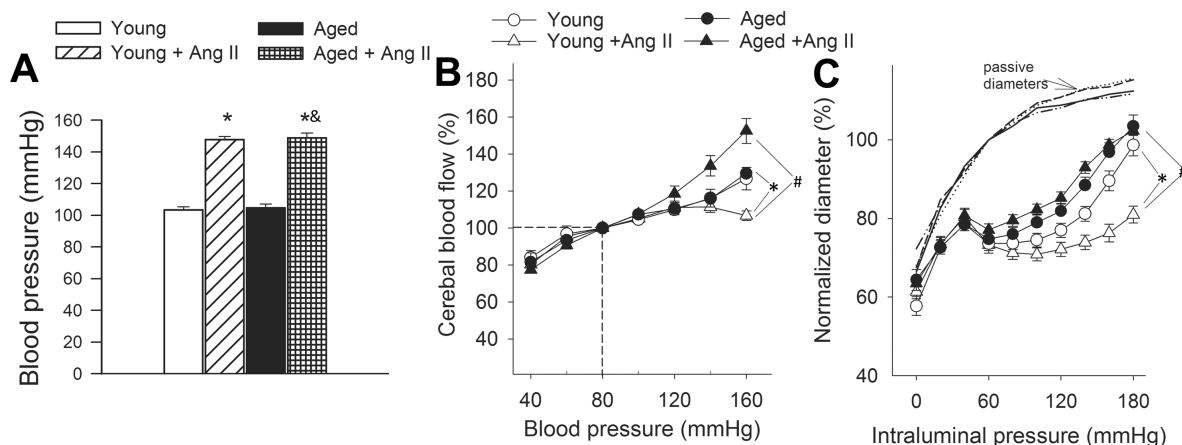 A
Young
Young + Ang II
Aged
Aged + Ang II
Blood pressure (mmHg)
160
140
120
100
80
60
40
20
0
*
*&
B
Young
Young +Ang II
Aged
Aged +Ang II
Cerebal blood flow (%)
180
160
140
120
100
80
60
40
*
#
40 80 120 160
Blood pressure (mmHg)
C
passive
diameters
Normalized diameter (%)
100
80
60
40
*
0 60 120 180
Intraluminal pressure (mmHg)